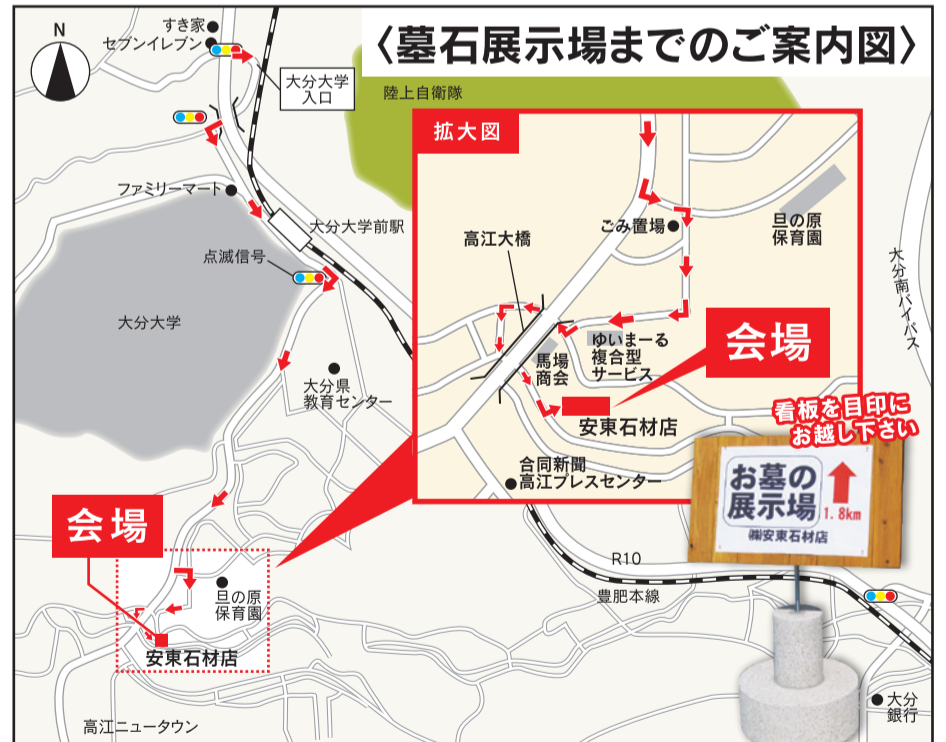 〈墓石展示場までのご案内図〉
N
すき家
セブンイレブン
大分大学
入口
陸上自衛隊
ファミリーマート
大分大学前駅
点滅信号
大分大学
大分県
教育センター
拡大図
ごみ置場
旦の原
保育園
高江大橋
大分南バイパス
馬場
商会
ゆいまーる
複合型
サービス
会場
安東石材店
合同新聞
高江プレスセンター
看板を目印に
お越し下さい
お墓の
展示場
1.8km
㈱安東石材店
会場
旦の原
保育園
安東石材店
高江ニュータウン
R10
豊肥本線
大分
銀行